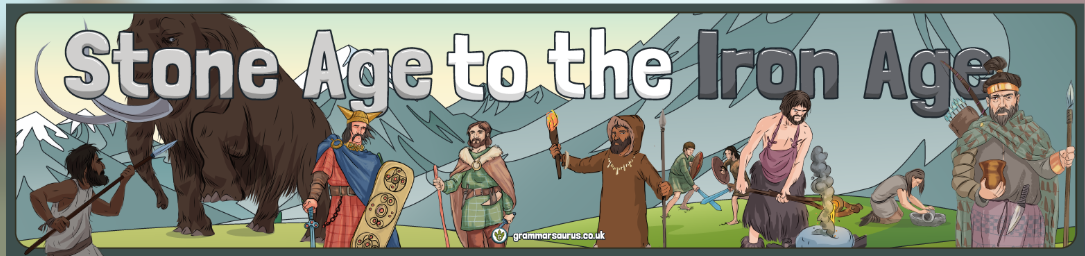 Stone Age to the Iron Age
grammarsaurus.co.uk